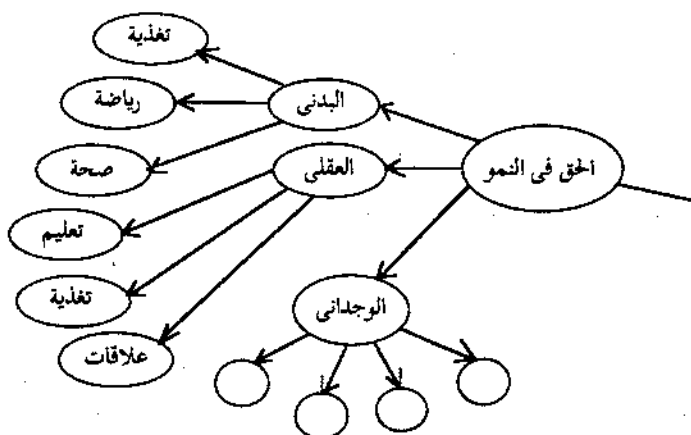 الحق فى النمو
البدنى
تغذية
رياضة
صحة
العقلى
تعليم
تغذية
علاقات
الوجدانى